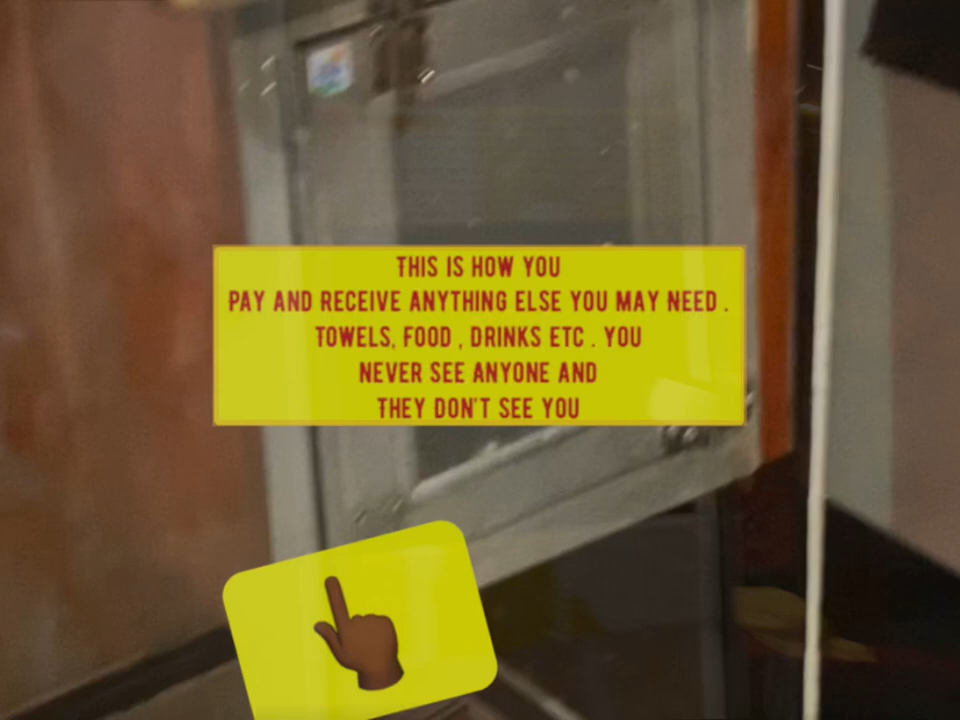 THIS IS HOW YOU
PAY AND RECEIVE ANYTHING ELSE YOU MAY NEED .
TOWELS, FOOD , DRINKS ETC . YOU
NEVER SEE ANYONE AND
THEY DON'T SEE YOU